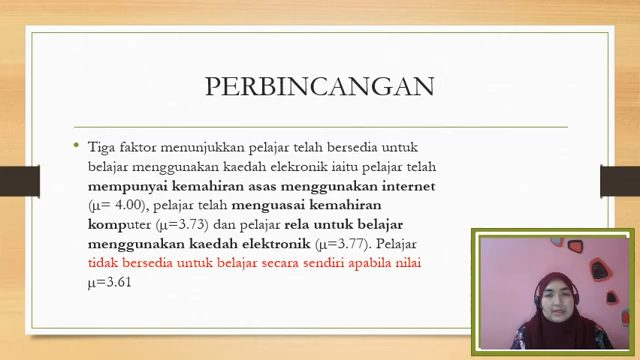 PERBINCANGAN
• Tiga faktor menunjukkan pelajar telah bersedia untuk
belajar menggunakan kaedah elekronik iaitu pelajar telah
mempunyai kemahiran asas menggunakan internet
(µ= 4.00), pelajar telah menguasai kemahiran
komputer (µ=3.73) dan pelajar rela untuk belajar
menggunakan kaedah elektronik (µ=3.77). Pelajar
tidak bersedia untuk belajar secara sendiri apabila nilai
µ=3.61